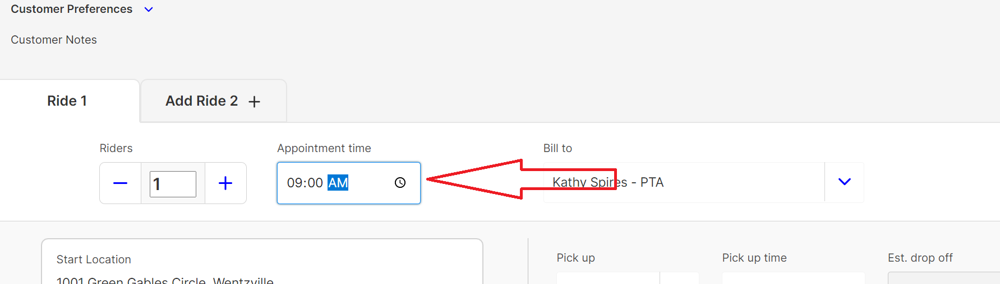 Customer Preferences
Customer Notes
Ride 1
Add Ride 2 +
Riders
Appointment time
Bill to
1
09:00 AM
Kathy Spires - PTA
Start Location
1001 Green Gables Circle, Wentzville
Pick up
Pick up time
Est. drop off